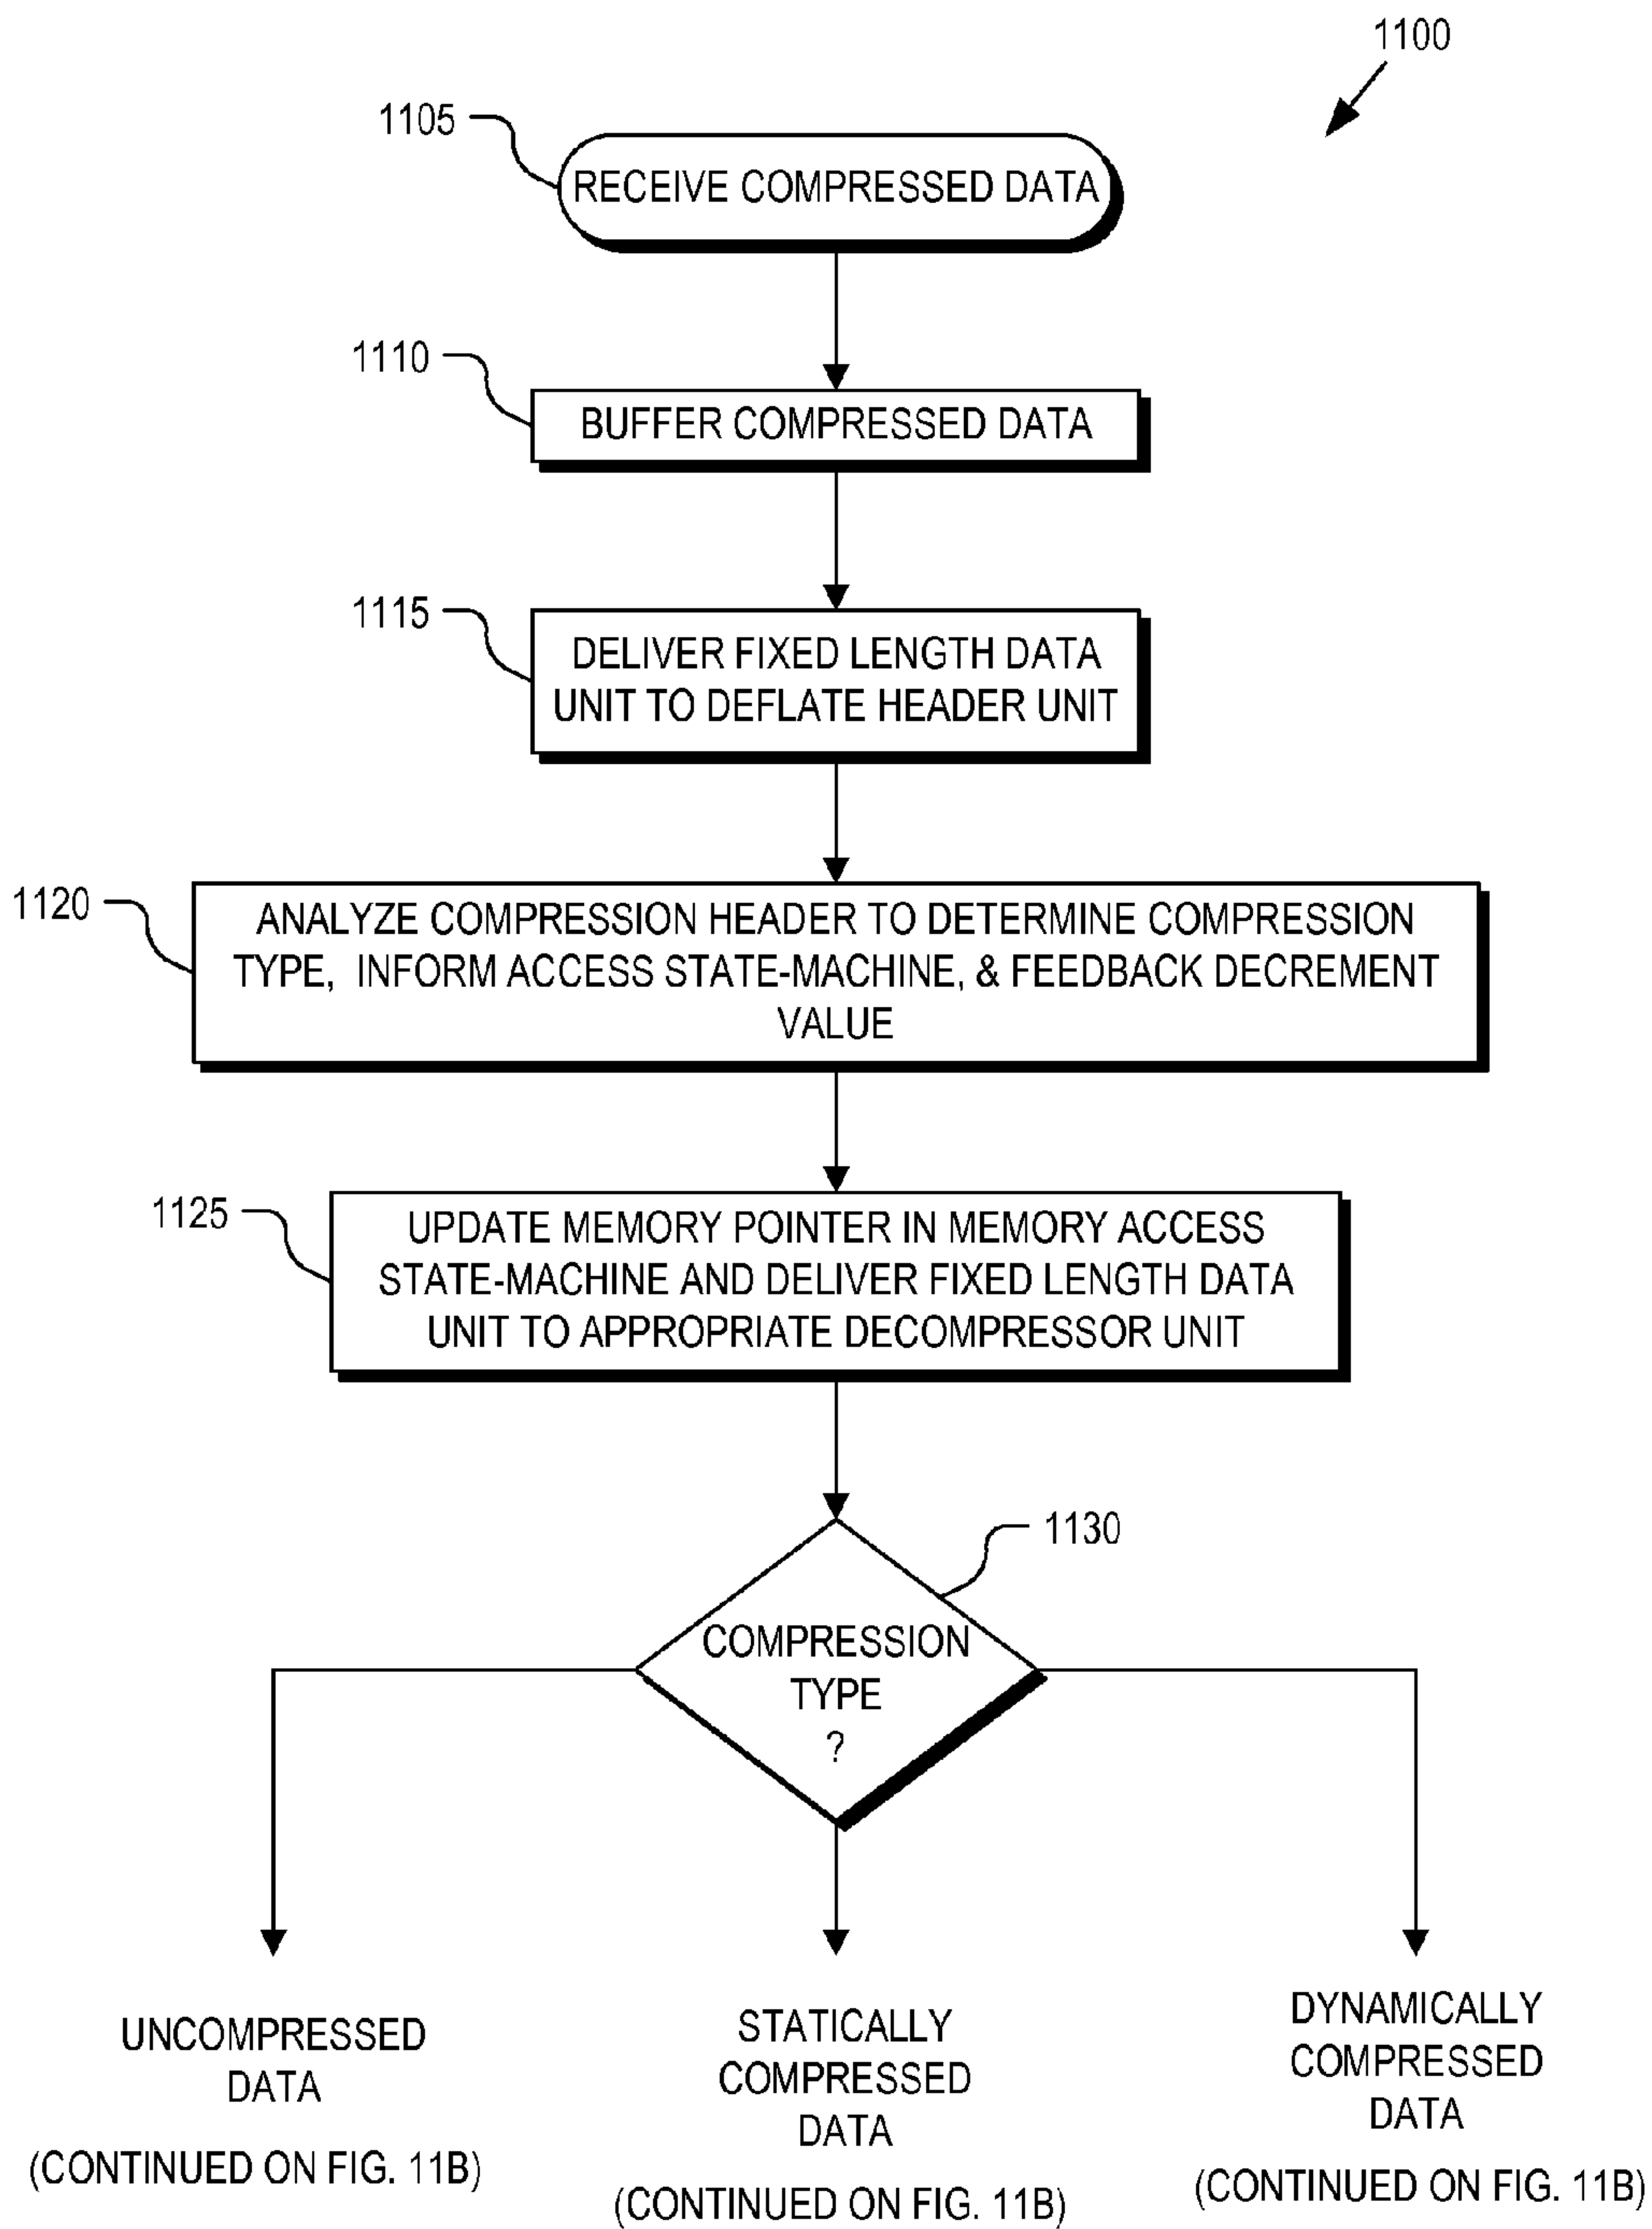 1100
1105
RECEIVE COMPRESSED DATA
1110
BUFFER COMPRESSED DATA
1115
DELIVER FIXED LENGTH DATA
UNIT TO DEFLATE HEADER UNIT
1120
ANALYZE COMPRESSION HEADER TO DETERMINE COMPRESSION
TYPE, INFORM ACCESS STATE-MACHINE, & FEEDBACK DECREMENT
VALUE
1125
UPDATE MEMORY POINTER IN MEMORY ACCESS
STATE-MACHINE AND DELIVER FIXED LENGTH DATA
UNIT TO APPROPRIATE DECOMPRESSOR UNIT
1130
COMPRESSION
TYPE
?
UNCOMPRESSED
DATA
(CONTINUED ON FIG. 11B)
STATICALLY
COMPRESSED
DATA
(CONTINUED ON FIG. 11B)
DYNAMICALLY
COMPRESSED
DATA
(CONTINUED ON FIG. 11B)